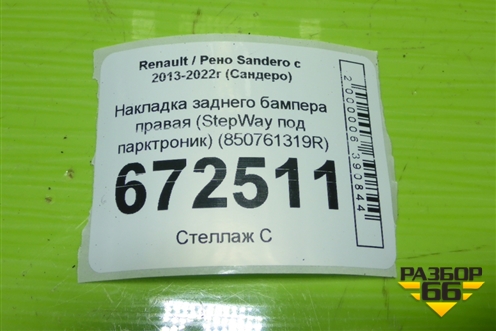 Renault / Рено Sandero с
2013-2022г (Сандеро)
Накладка заднего бампера
правая (StepWay под
парктроник) (850761319R)
672511
Стеллаж С
2000006390844
РАЗБОР
66